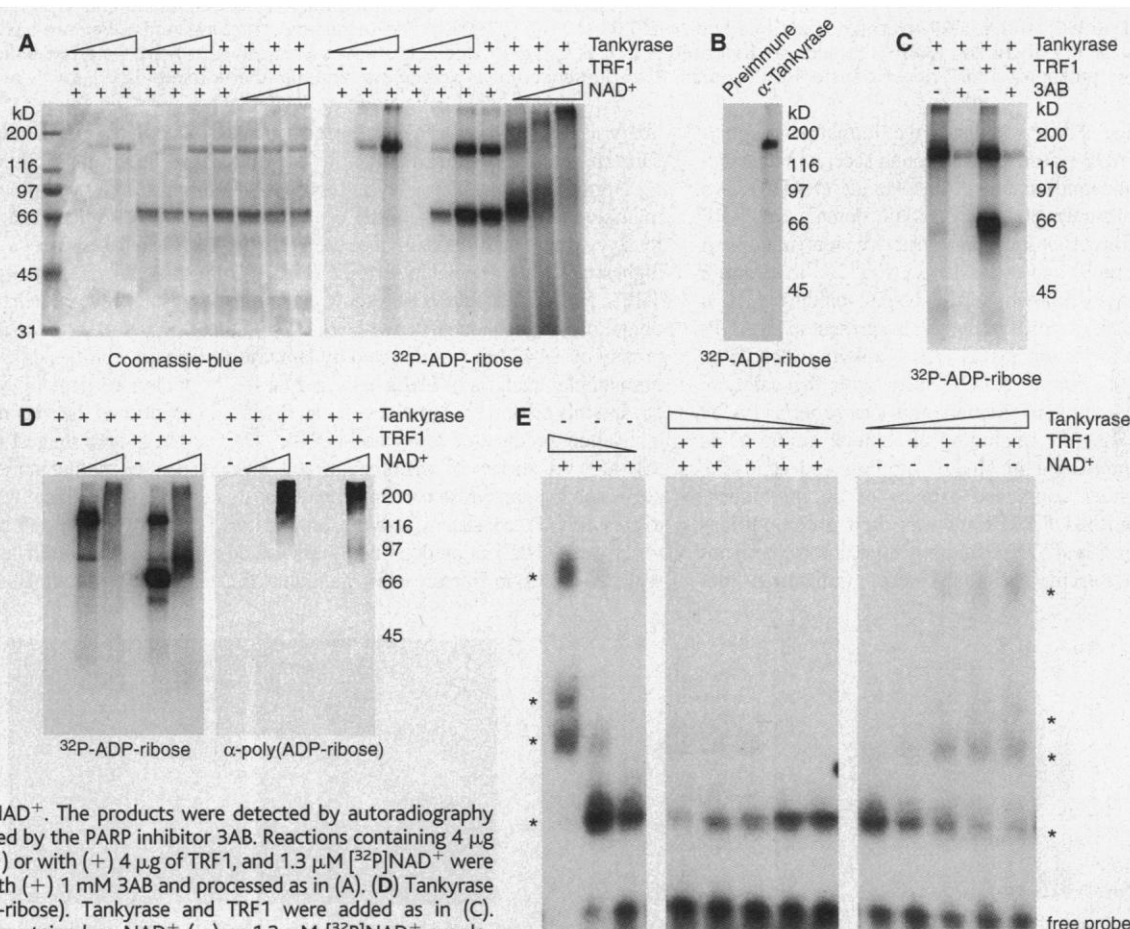 A
Tankyrase
TRF1
NAD+
+ + +
+ + + +
- - - + + + + + + +
+ + + + + + +
- - - + + + + + + +
+ + + + + + +
kD
200
116
97
66
45
31
Coomassie-blue
32P-ADP-ribose
B
Preimmune
α-Tankyrase
kD
200
116
97
66
45
32P-ADP-ribose
C
+ + + + Tankyrase
- - + + TRF1
- + - + 3AB
kD
200
116
97
66
45
32P-ADP-ribose
D
+ + + + + + + + + + + + Tankyrase
- - - + + + - - - + + + TRF1
- - - - NAD+
200
116
97
66
45
32P-ADP-ribose
α-poly(ADP-ribose)
E
- - - Tankyrase
+ + + + + + + + + + TRF1
+ + + + + + + + - - - - - NAD+
*
*
*
*
*
*
*
*
free probe
NAD+. The products were detected by autoradiography
ed by the PARP inhibitor 3AB. Reactions containing 4 μg
) or with (+) 4 μg of TRF1, and 1.3 μM [32P]NAD+ were
th (+) 1 mM 3AB and processed as in (A). (D) Tankyrase
-ribose). Tankyrase and TRF1 were added as in (C).